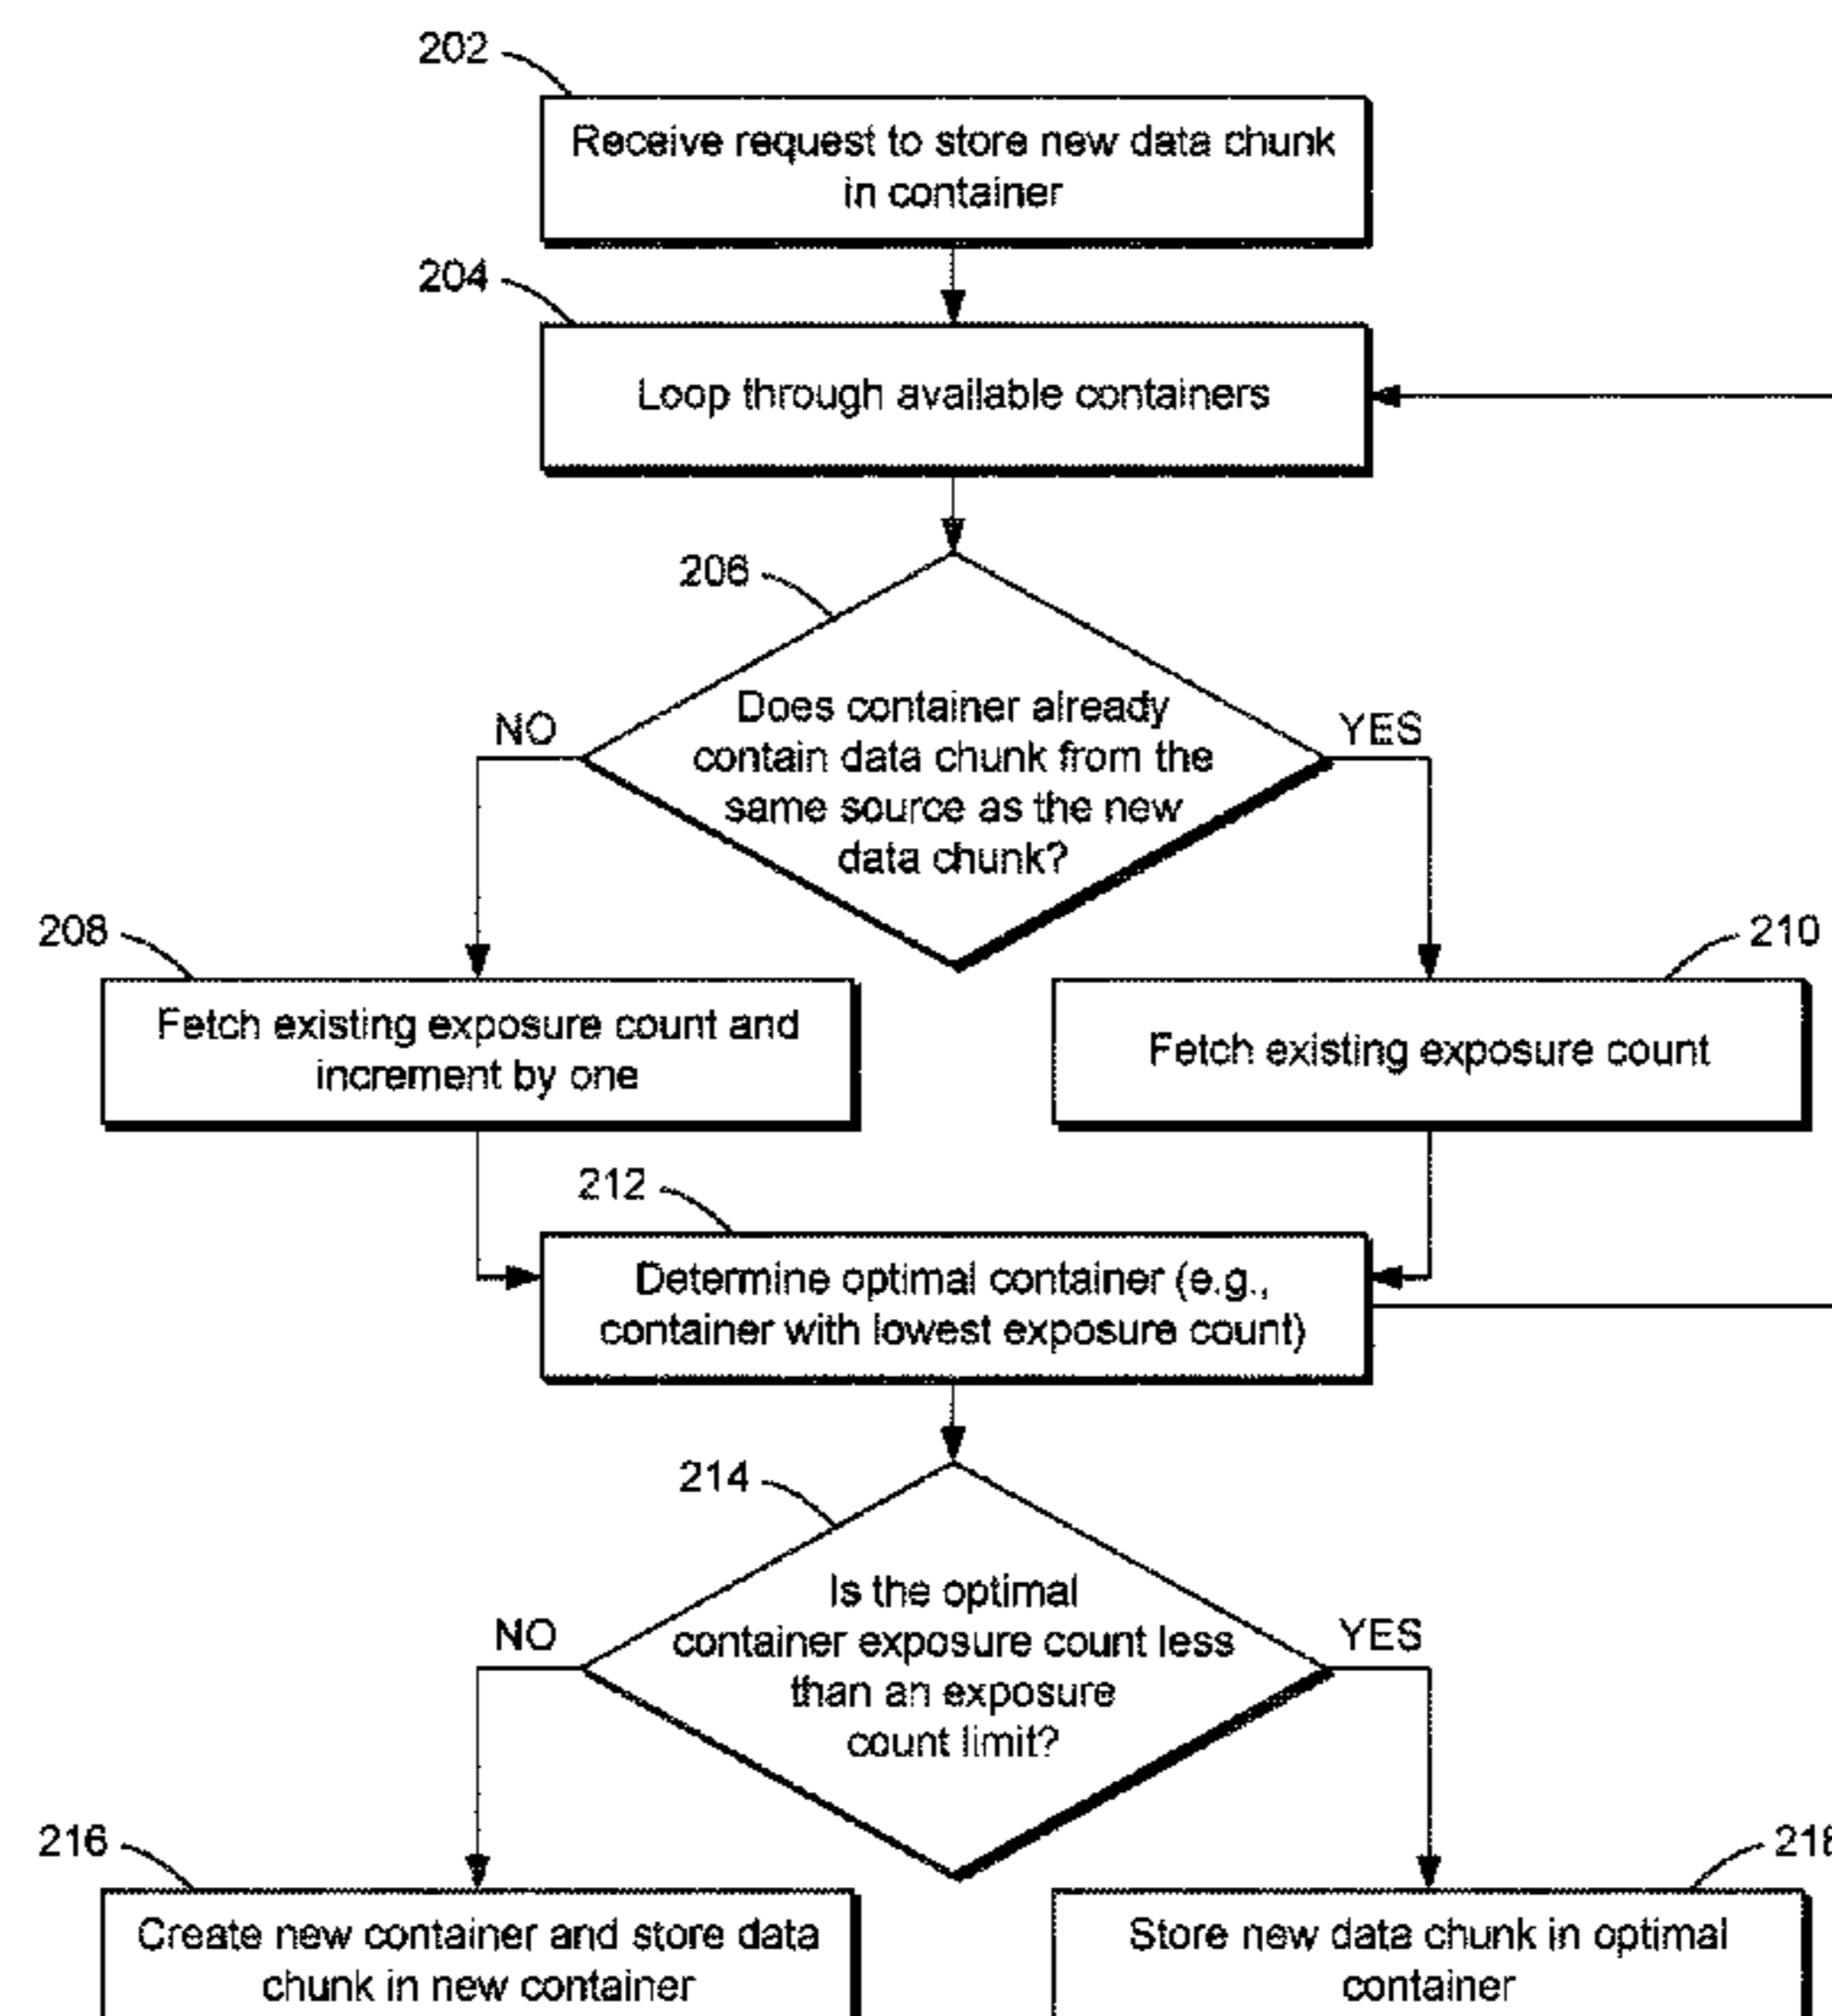 202
Receive request to store new data chunk
in container
204
Loop through available containers
206
Does container already
contain data chunk from the
same source as the new
data chunk?
NO
YES
208
Fetch existing exposure count and
increment by one
210
Fetch existing exposure count
212
Determine optimal container (e.g.,
container with lowest exposure count)
214
Is the optimal
container exposure count less
than an exposure
count limit?
NO
YES
216
Create new container and store data
chunk in new container
218
Store new data chunk in optimal
container